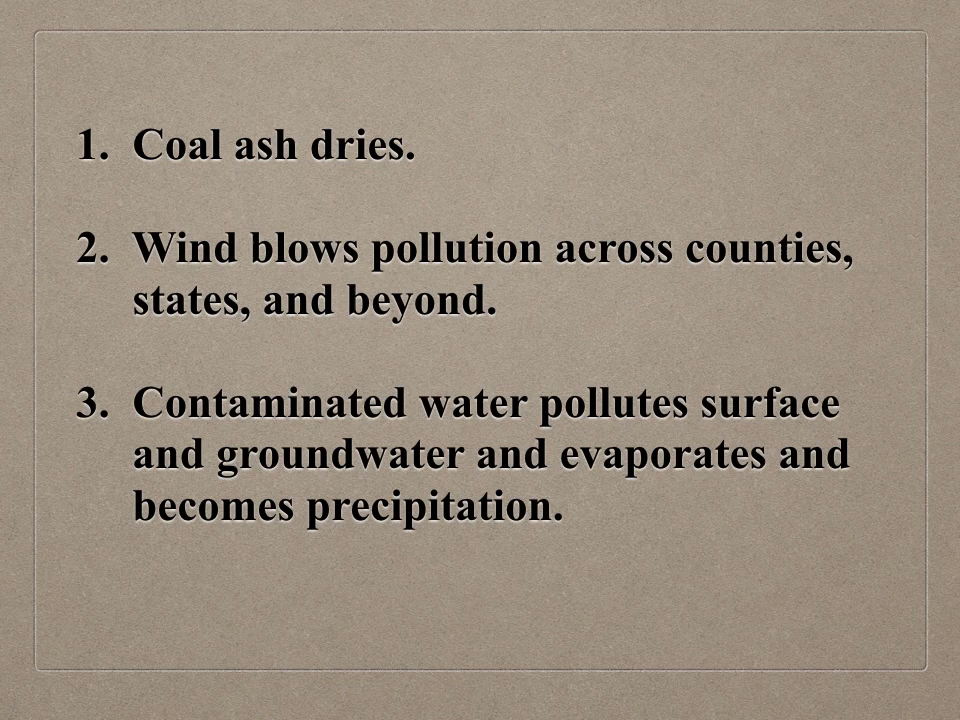 1. Coal ash dries.
2. Wind blows pollution across counties,
states, and beyond.
3. Contaminated water pollutes surface
and groundwater and evaporates and
becomes precipitation.